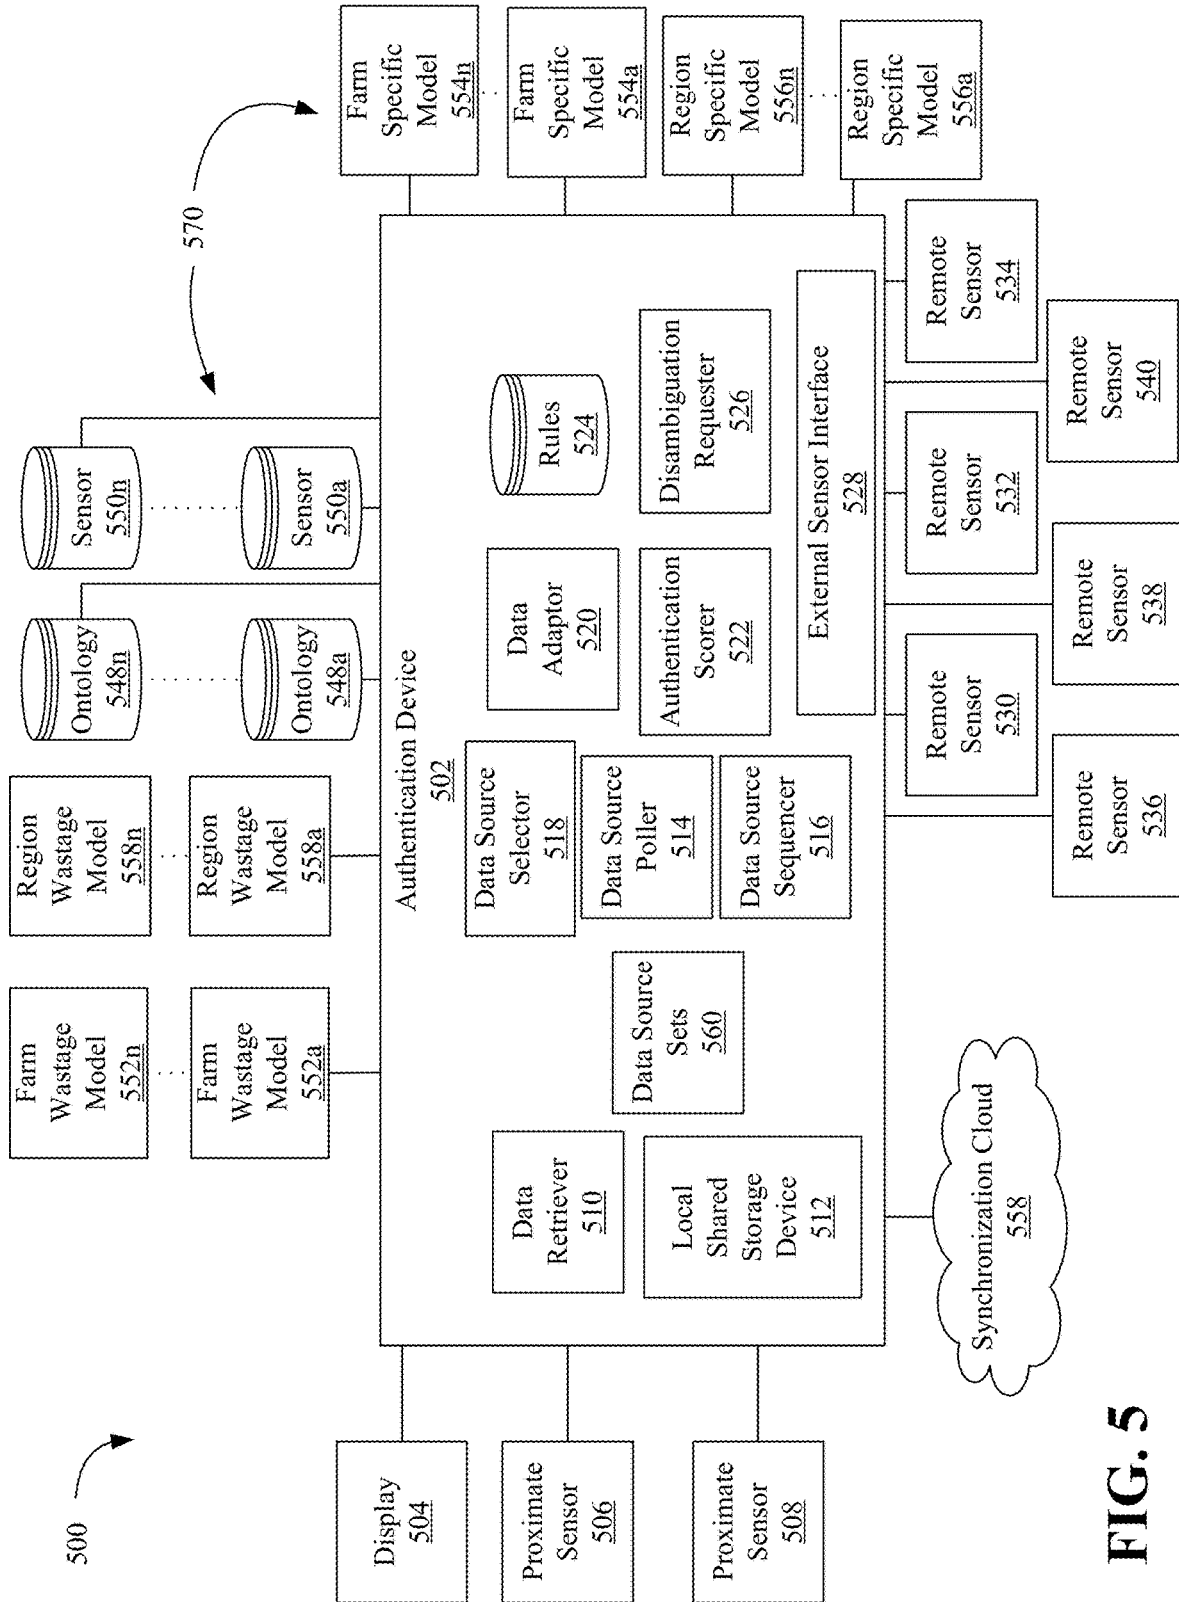 500
570
Farm
Wastage
Model
552n
Region
Wastage
Model
558n
Ontology
548n
Sensor
550n
Farm
Wastage
Model
552a
Region
Wastage
Model
558a
Ontology
548a
Sensor
550a
Display
504
Proximate
Sensor
506
Proximate
Sensor
508
Authentication Device
502
Data
Retriever
510
Local
Shared
Storage
Device
512
Data Source
Sets
560
Data Source
Selector
518
Data Source
Poller
514
Data Source
Sequencer
516
Data
Adaptor
520
Authentication
Scorer
522
Rules
524
Disambiguation
Requester
526
External Sensor Interface
528
Farm
Specific
Model
554n
Farm
Specific
Model
554a
Region
Specific
Model
556n
Region
Specific
Model
556a
Synchronization Cloud
558
Remote
Sensor
530
Remote
Sensor
532
Remote
Sensor
534
Remote
Sensor
536
Remote
Sensor
538
Remote
Sensor
540
FIG. 5